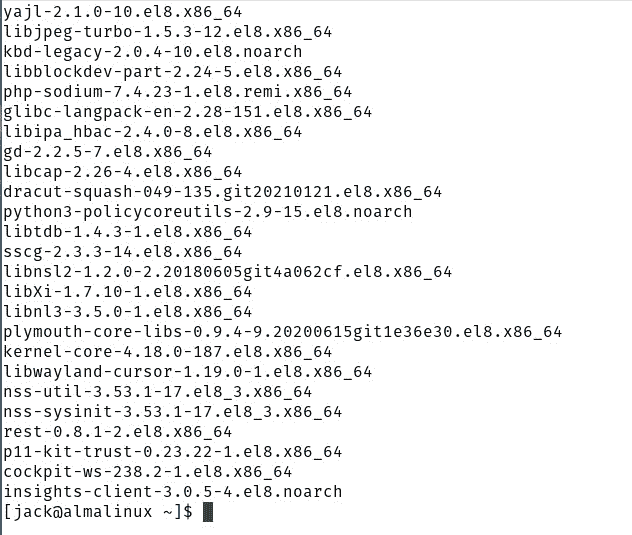 yajl-2.1.0-10.el8.x86_64
libjpeg-turbo-1.5.3-12.el8.x86_64
kbd-legacy-2.0.4-10.el8.noarch
libblockdev-part-2.24-5.el8.x86_64
php-sodium-7.4.23-1.el8.remi.x86_64
glibc-langpack-en-2.28-151.el8.x86_64
libipa_hbac-2.4.0-8.el8.x86_64
gd-2.2.5-7.el8.x86_64
libcap-2.26-4.el8.x86_64
dracut-squash-049-135.git20210121.el8.x86_64
python3-policycoreutils-2.9-15.el8.noarch
libtdb-1.4.3-1.el8.x86_64
sscg-2.3.3-14.el8.x86_64
libnsl2-1.2.0-2.20180605git4a062cf.el8.x86_64
libXi-1.7.10-1.el8.x86_64
libnl3-3.5.0-1.el8.x86_64
plymouth-core-libs-0.9.4-9.20200615git1e36e30.el8.x86_64
kernel-core-4.18.0-187.el8.x86_64
libwayland-cursor-1.19.0-1.el8.x86_64
nss-util-3.53.1-17.el8_3.x86_64
nss-sysinit-3.53.1-17.el8_3.x86_64
rest-0.8.1-2.el8.x86_64
p11-kit-trust-0.23.22-1.el8.x86_64
cockpit-ws-238.2-1.el8.x86_64
insights-client-3.0.5-4.el8.noarch
[jack@almalinux ~]$